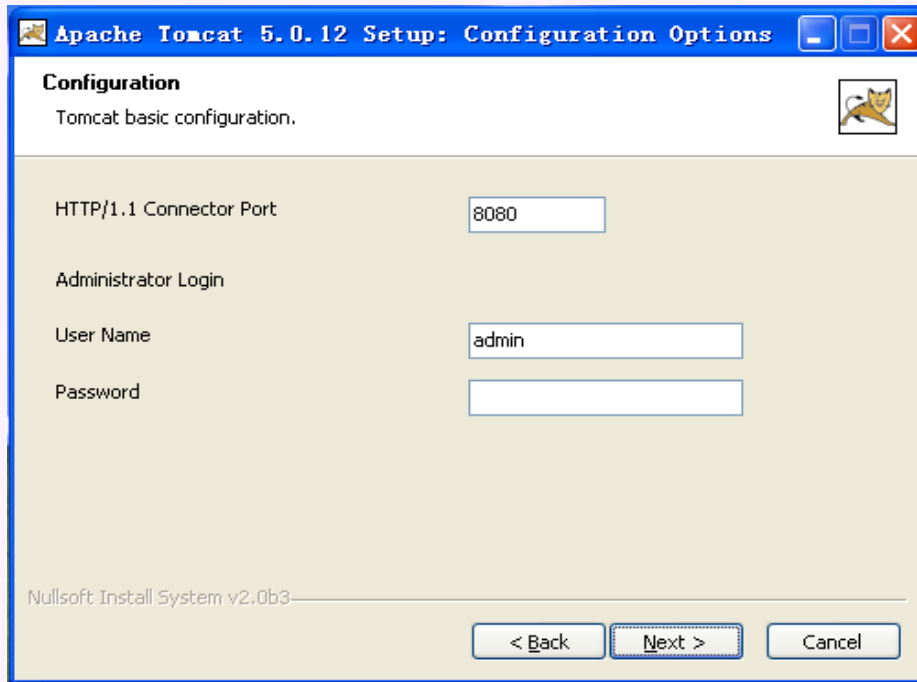 Apache Tomcat 5.0.12 Setup: Configuration Options
Configuration
Tomcat basic configuration.
HTTP/1.1 Connector Port
8080
Administrator Login
User Name
admin
Password
Nullsoft Install System v2.0b3
< Back
Next >
Cancel